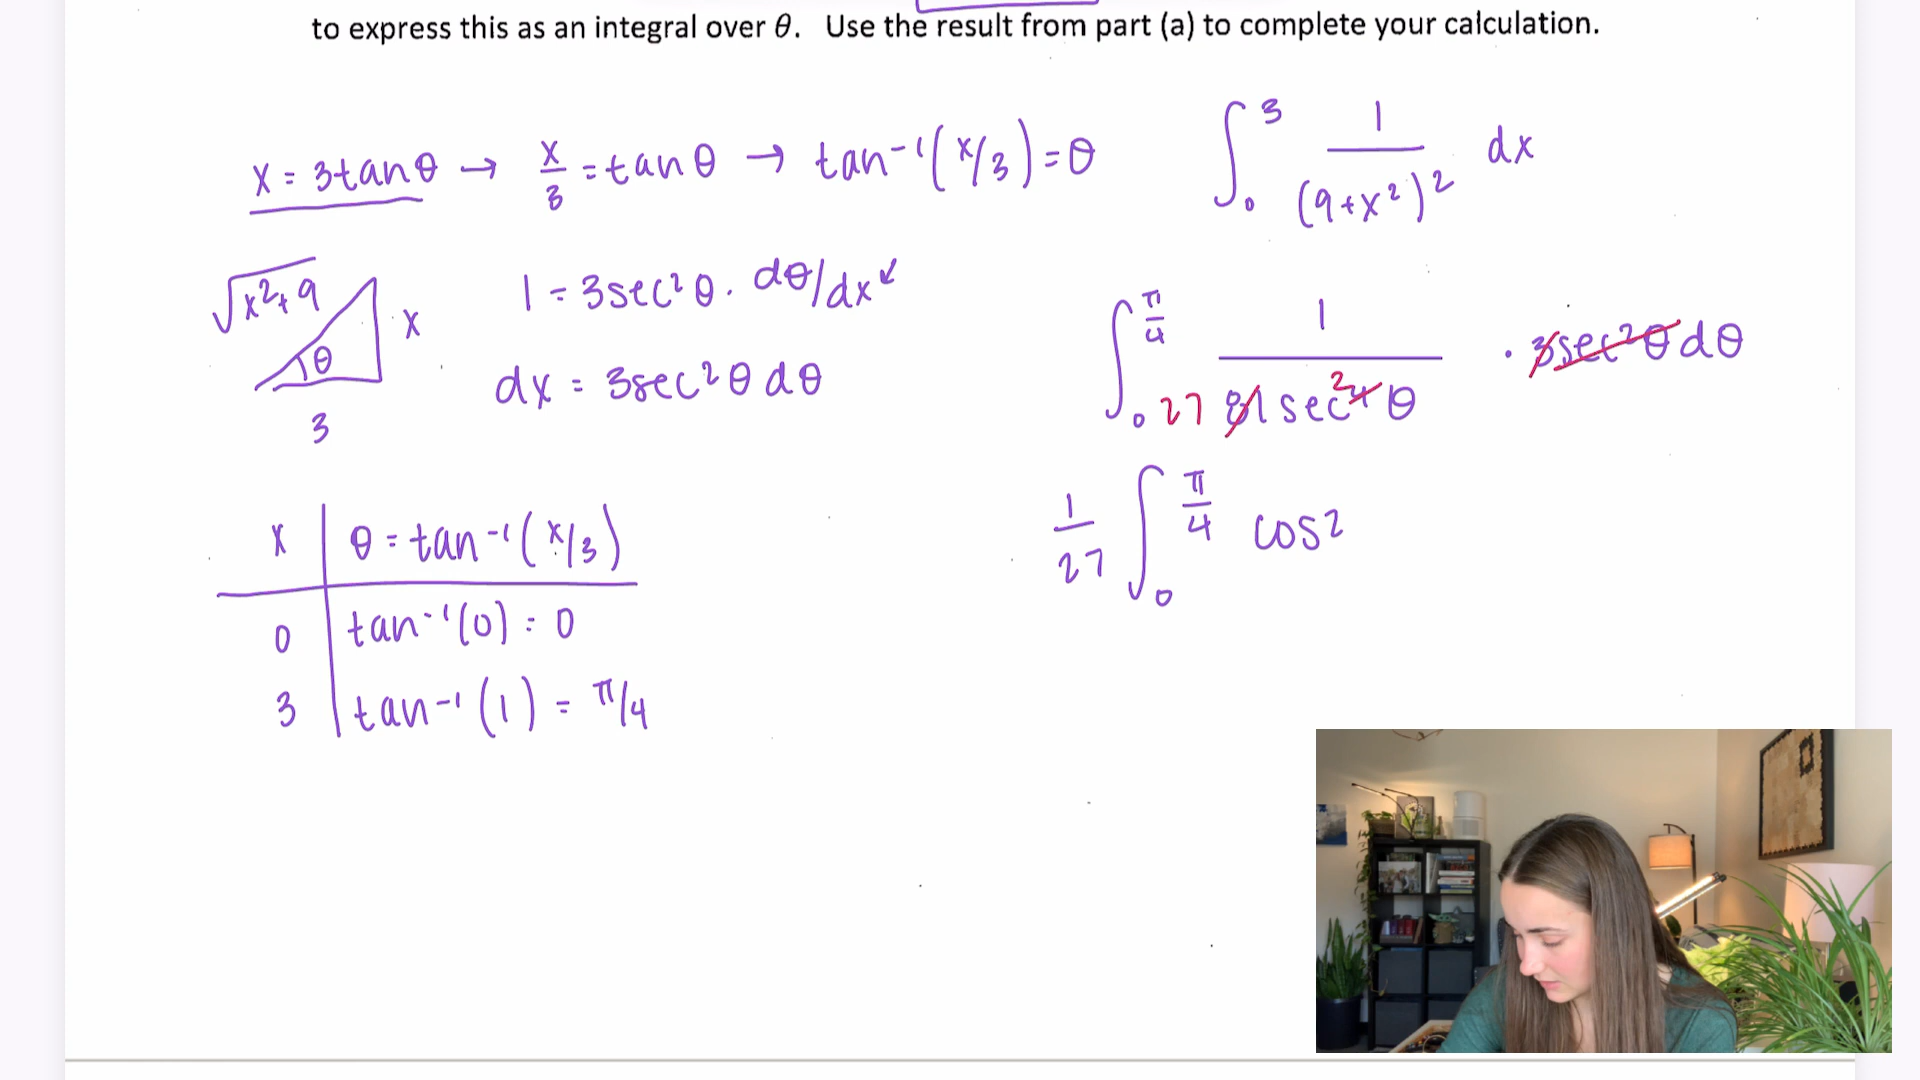 to express this as an integral over θ. Use the result from part (a) to complete your calculation.
x = 3tanθ → x/3 = tanθ → tan⁻¹(x/3) = θ
∫₀³ 1/(9+x²)² dx
√x²+9
x
θ
3
1 = 3sec²θ · dθ/dx
dx = 3sec²θ dθ
∫₀^(π/4) 1/(27 81 sec² ⁴θ) · 3sec²θ dθ
1/27 ∫₀^(π/4) cos2
x | θ = tan⁻¹(x/3)
0 | tan⁻¹(0) = 0
3 | tan⁻¹(1) = π/4